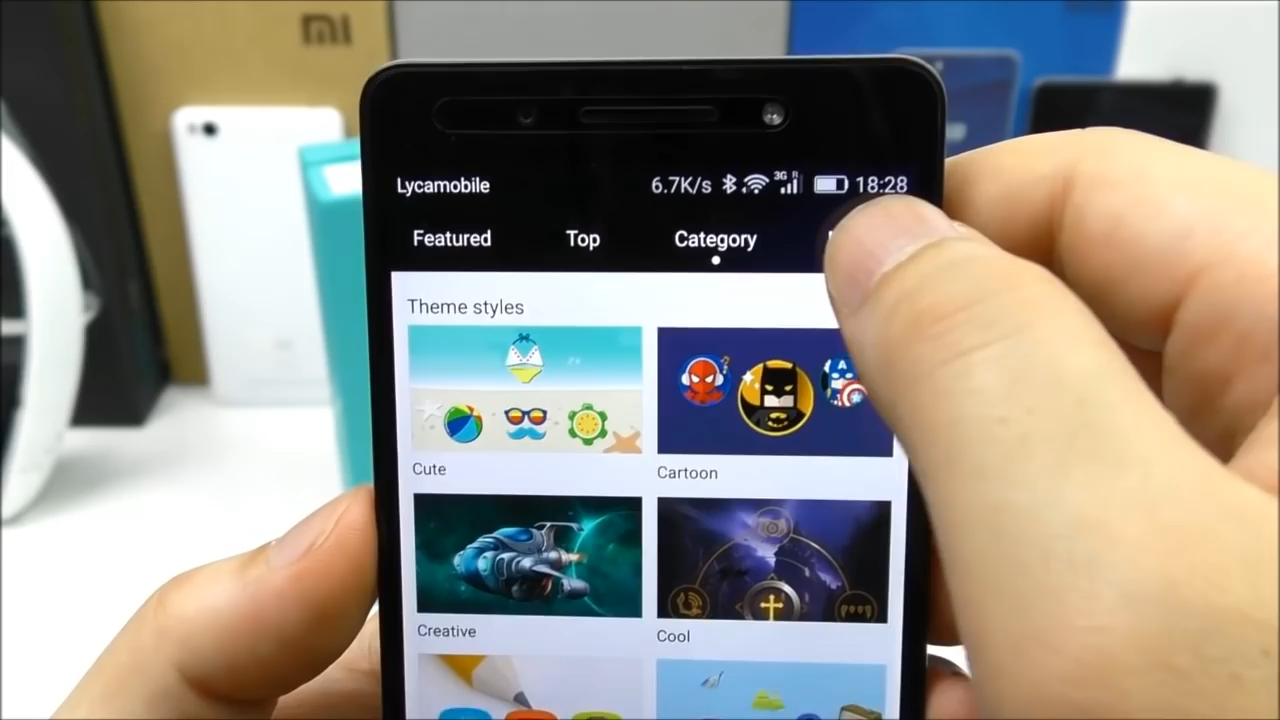 mi
Lycamobile 6.7K/s 3G R 18:28
Featured Top Category
Theme styles
A
Cute Cartoon
Creative Cool